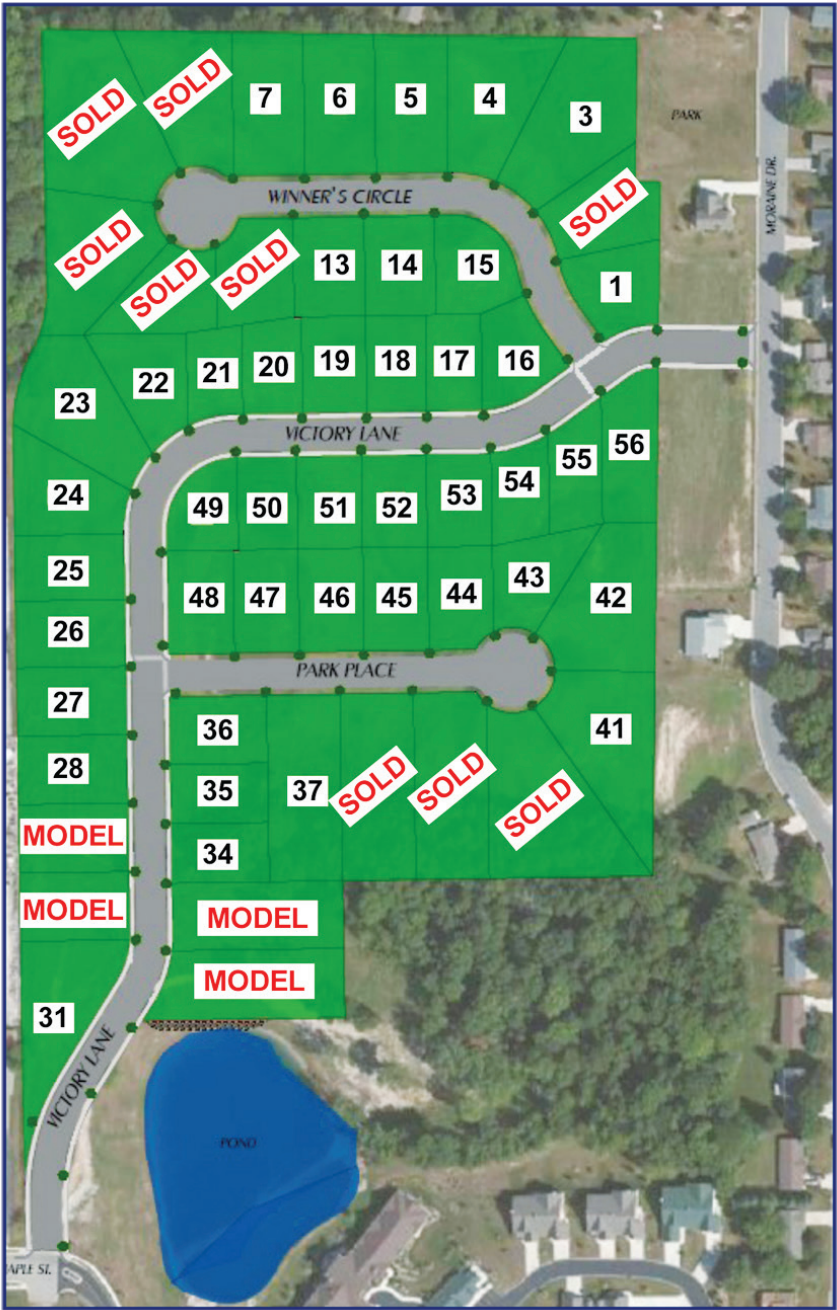 7
6
5
4
3
PARK
SOLD
SOLD
WINNER'S CIRCLE
MORAINE DR.
SOLD
SOLD
SOLD
SOLD
13
14
15
1
23
22
21
20
19
18
17
16
VICTORY LANE
24
49
50
51
52
53
54
55
56
25
48
47
46
45
44
43
42
26
PARK PLACE
27
36
41
28
35
37
SOLD
SOLD
SOLD
MODEL
34
MODEL
MODEL
MODEL
31
VICTORY LANE
POND
APLE ST.